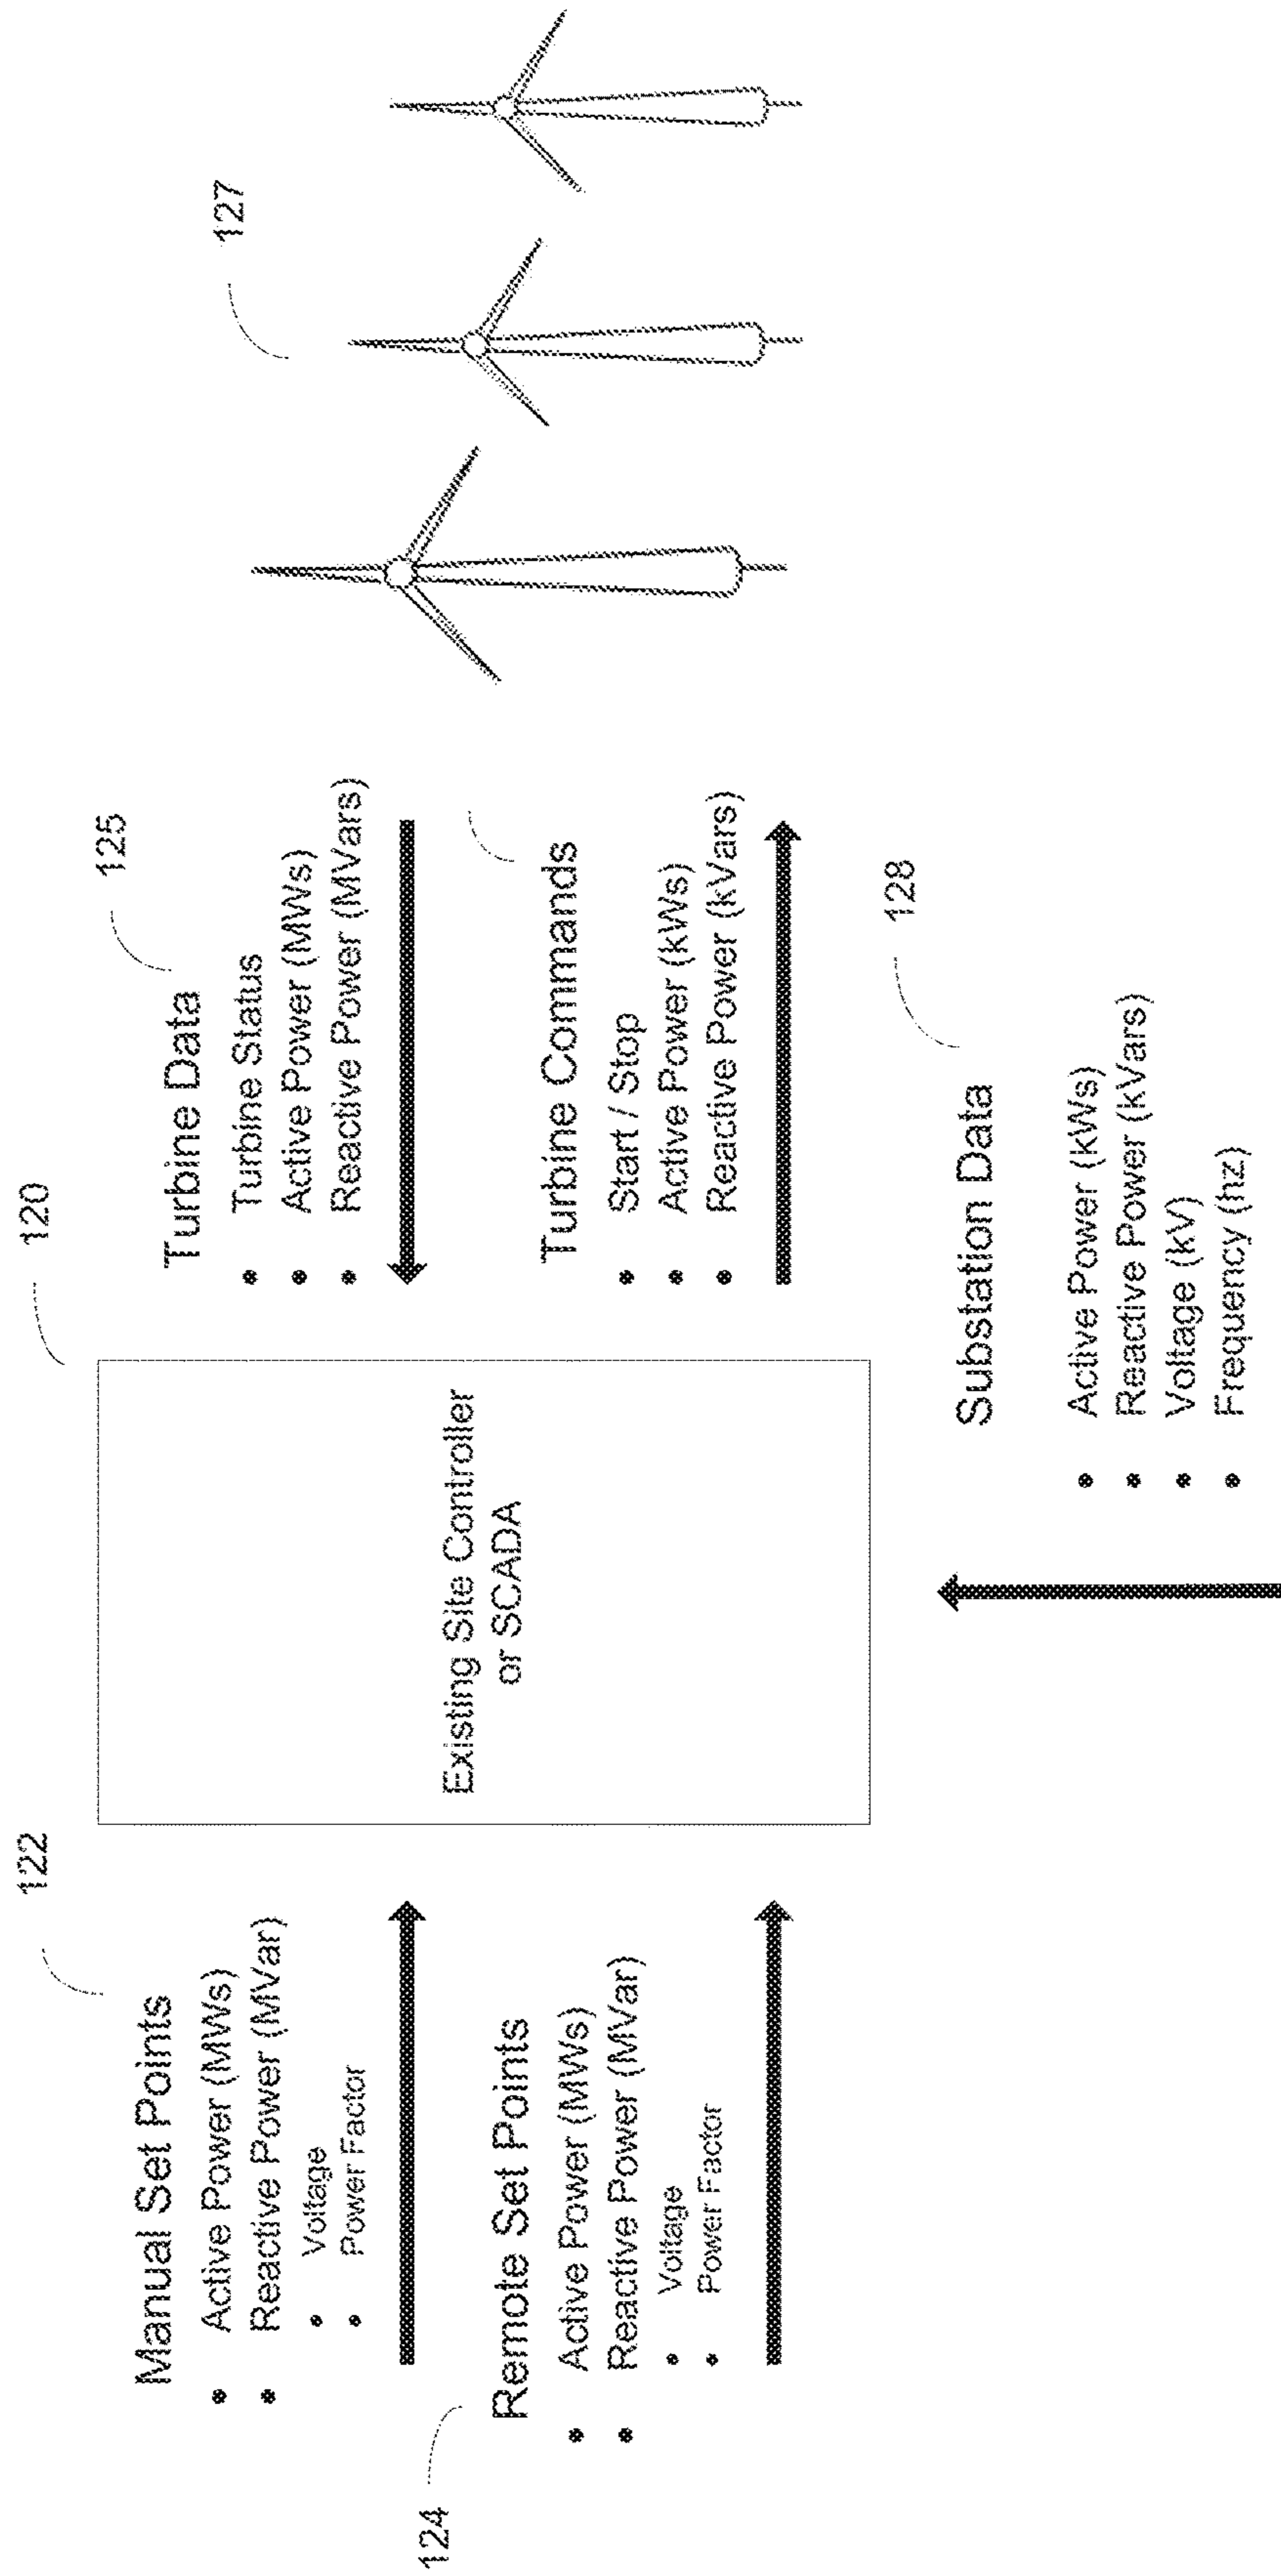 122
Manual Set Points
• Active Power (MWs)
• Reactive Power (MVar)
• Voltage
• Power Factor
124
Remote Set Points
• Active Power (MWs)
• Reactive Power (MVar)
• Voltage
• Power Factor
120
Existing Site Controller
or SCADA
125
Turbine Data
• Turbine Status
• Active Power (MWs)
• Reactive Power (MVars)
Turbine Commands
• Start / Stop
• Active Power (kWs)
• Reactive Power (kVars)
127
128
Substation Data
• Active Power (kWs)
• Reactive Power (kVars)
• Voltage (kV)
• Frequency (hz)